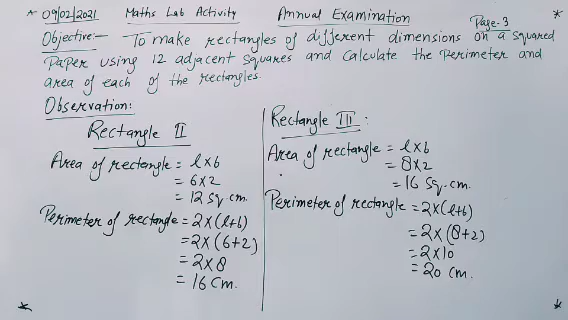 09/02/2021 Maths Lab Activity Annual Examination Page-3
Objective:- To make rectangles of different dimensions on a squared
paper using 12 adjacent squares and calculate the perimeter and
area of each of the rectangles.
Observation:
Rectangle II
Area of rectangle = l×b
= 6×2
= 12 sq. cm.
Perimeter of rectangle = 2×(l+b)
= 2×(6+2)
= 2×8
= 16 cm.
Rectangle III:
Area of rectangle = l×b
= 8×2
= 16 sq. cm.
Perimeter of rectangle = 2×(l+b)
= 2×(8+2)
= 2×10
= 20 cm.